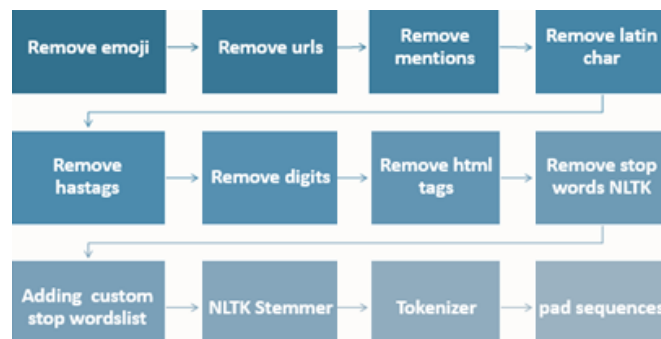 Remove emoji
Remove urls
Remove
mentions
Remove latin
char
Remove
hastags
Remove digits
Remove html
tags
Remove stop
words NLTK
Adding custom
stop wordslist
NLTK Stemmer
Tokenizer
pad sequences